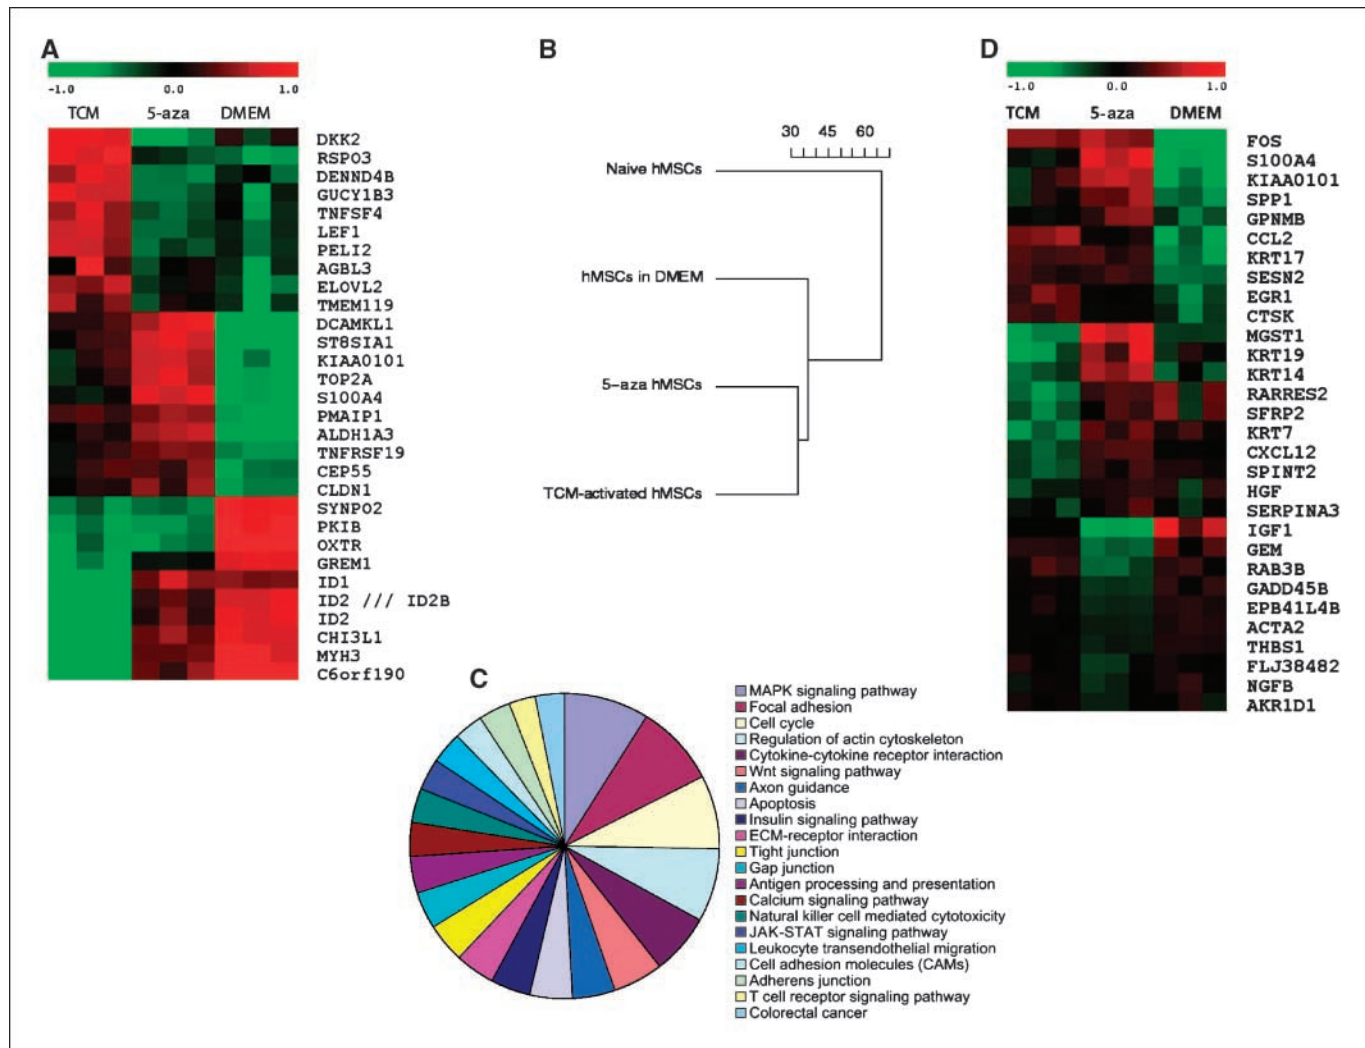 A
-1.0 0.0 1.0
TCM 5-aza DMEM
DKK2
RSPO3
DENND4B
GUCY1B3
TNFSF4
LEF1
PELI2
AGBL3
ELOVL2
TMEM119
DCAMKL1
ST8SIA1
KIAA0101
TOP2A
S100A4
PMAIP1
ALDH1A3
TNFRSF19
CEP55
CLDN1
SYNPO2
PKIB
OXTR
GREM1
ID1
ID2 /// ID2B
ID2
CHI3L1
MYH3
C6orf190
B
30 45 60
Naive hMSCs
hMSCs in DMEM
5-aza hMSCs
TCM-activated hMSCs
C
MAPK signaling pathway
Focal adhesion
Cell cycle
Regulation of actin cytoskeleton
Cytokine-cytokine receptor interaction
Wnt signaling pathway
Axon guidance
Apoptosis
Insulin signaling pathway
ECM-receptor interaction
Tight junction
Gap junction
Antigen processing and presentation
Calcium signaling pathway
Natural killer cell mediated cytotoxicity
JAK-STAT signaling pathway
Leukocyte transendothelial migration
Cell adhesion molecules (CAMs)
Adherens junction
T cell receptor signaling pathway
Colorectal cancer
D
-1.0 0.0 1.0
TCM 5-aza DMEM
FOS
S100A4
KIAA0101
SPP1
GPNMB
CCL2
KRT17
SESN2
EGR1
CTSK
MGST1
KRT19
KRT14
RARRES2
SFRP2
KRT7
CXCL12
SPINT2
HGF
SERPINA3
IGF1
GEM
RAB3B
GADD45B
EPB41L4B
ACTA2
THBS1
FLJ38482
NGFB
AKR1D1